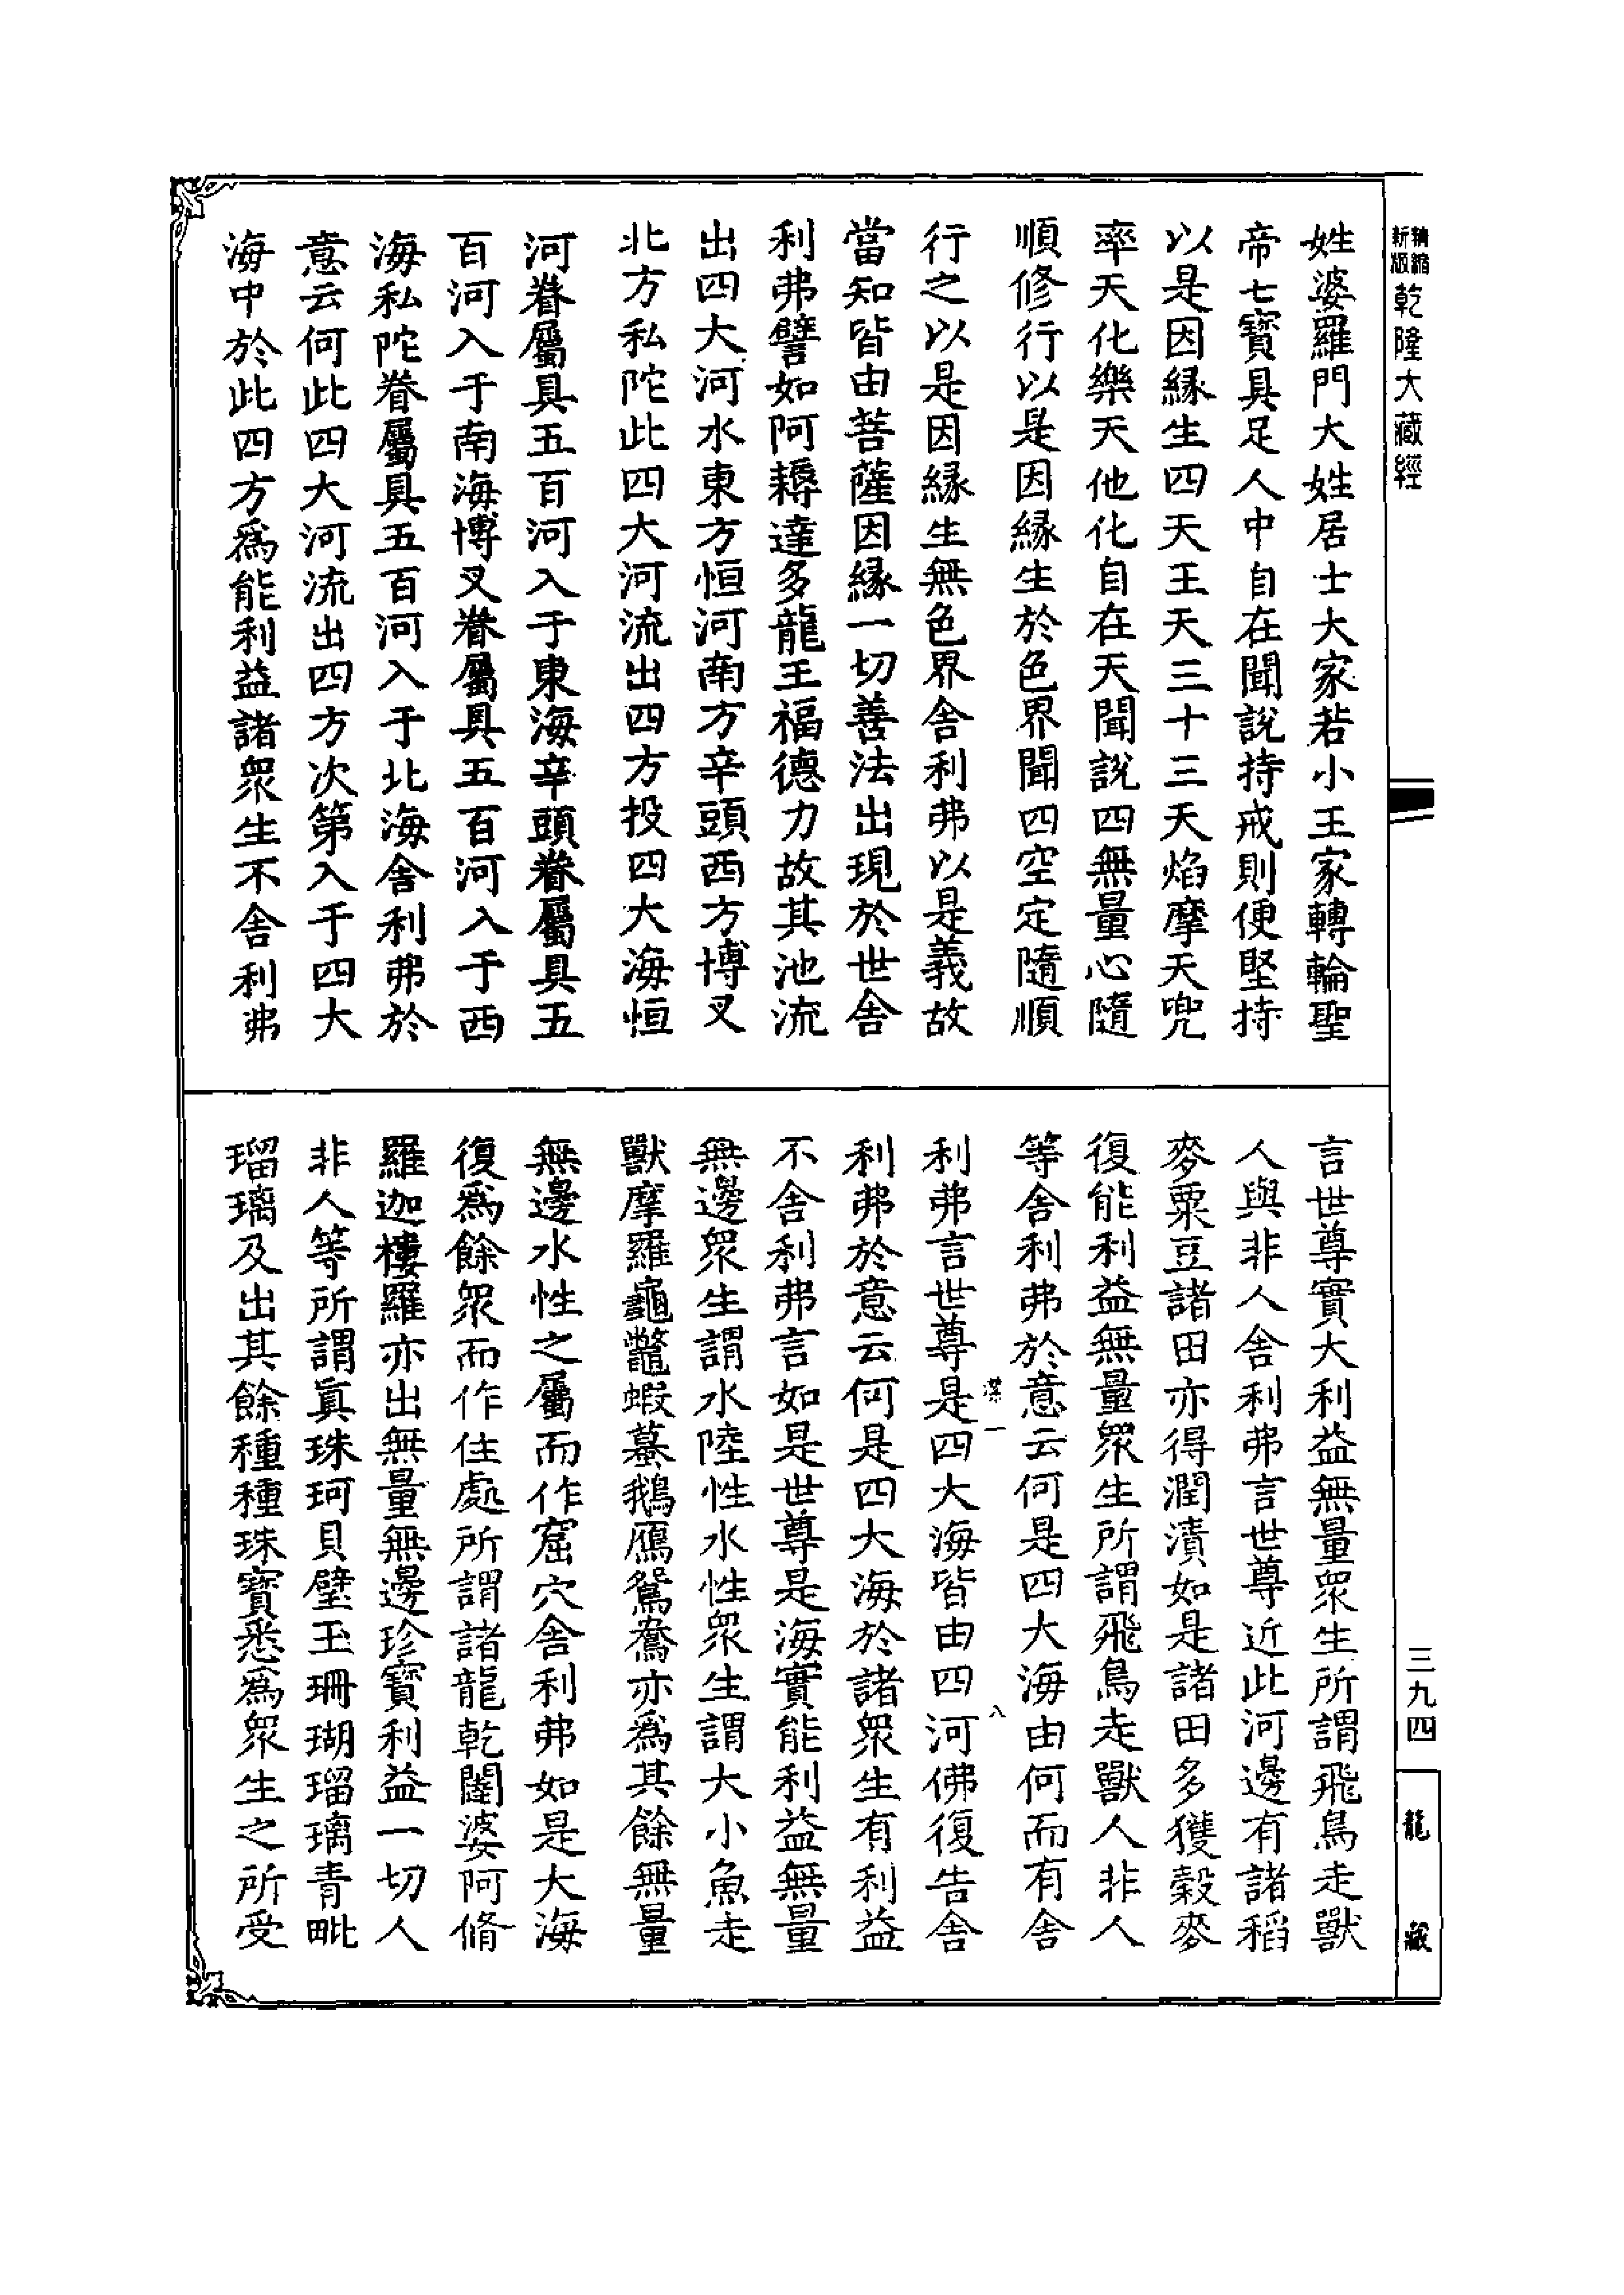 新版
精縮
乾隆大藏經
三九四
龍藏
姓婆羅門大姓居士大家若小王家轉輪聖
帝七寶具足人中自在聞說持戒則便堅持
以是因緣生四天王天三十三天焰摩天兜
率天化樂天他化自在天聞說四無量心隨
順修行以是因緣生於色界聞四空定隨順
行之以是因緣生無色界舍利弗以是義故
當知皆由菩薩因緣一切善法出現於世舍
利弗譬如阿耨達多龍王福德力故其池流
出四大河水東方恒河南方辛頭西方博叉
北方私陀此四大河流出四方投四大海恒
河眷屬具五百河入于東海辛頭眷屬具五
百河入于南海博叉眷屬具五百河入于西
海私陀眷屬具五百河入于北海舍利弗於
意云何此四大河流出四方次第入于四大
海中於此四方爲能利益諸衆生不舍利弗
言世尊實大利益無量衆生所謂飛鳥走獸
人與非人舍利弗言世尊近此河邊有諸稻
麥粟豆諸田亦得潤漬如是諸田多獲穀麥
復能利益無量衆生所謂飛鳥走獸人非人
等舍利弗於意云何是四大海由何而有舍
一
八
利弗言世尊是四大海皆由四河佛復告舍
利弗於意云何是四大海於諸衆生有利益
不舍利弗言如是世尊是海實能利益無量
無邊衆生謂水陸性水性衆生謂大小魚走
獸摩羅龜鼈蝦蟇鵝鴈鴛鴦亦爲其餘無量
無邊水性之屬而作窟穴舍利弗如是大海
復爲餘衆而作住處所謂諸龍乾闥婆阿脩
羅迦樓羅亦出無量無邊珍寶利益一切人
非人等所謂眞珠珂貝璧玉珊瑚瑠璃青毗
瑠璃及出其餘種種珠寶悉爲衆生之所受